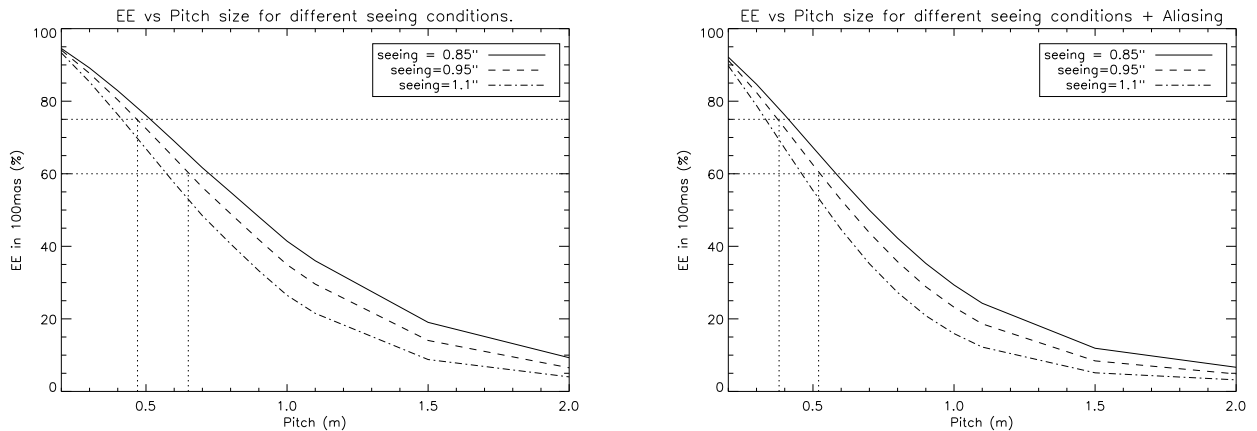 EE vs Pitch size for different seeing conditions.
100
80
60
40
20
0
EE in 100mas (%)
seeing = 0.85"
seeing=0.95"
seeing=1.1"
0.5 1.0 1.5 2.0
Pitch (m)
EE vs Pitch size for different seeing conditions + Aliasing
100
80
60
40
20
0
EE in 100mas (%)
seeing = 0.85"
seeing=0.95"
seeing=1.1"
0.5 1.0 1.5 2.0
Pitch (m)